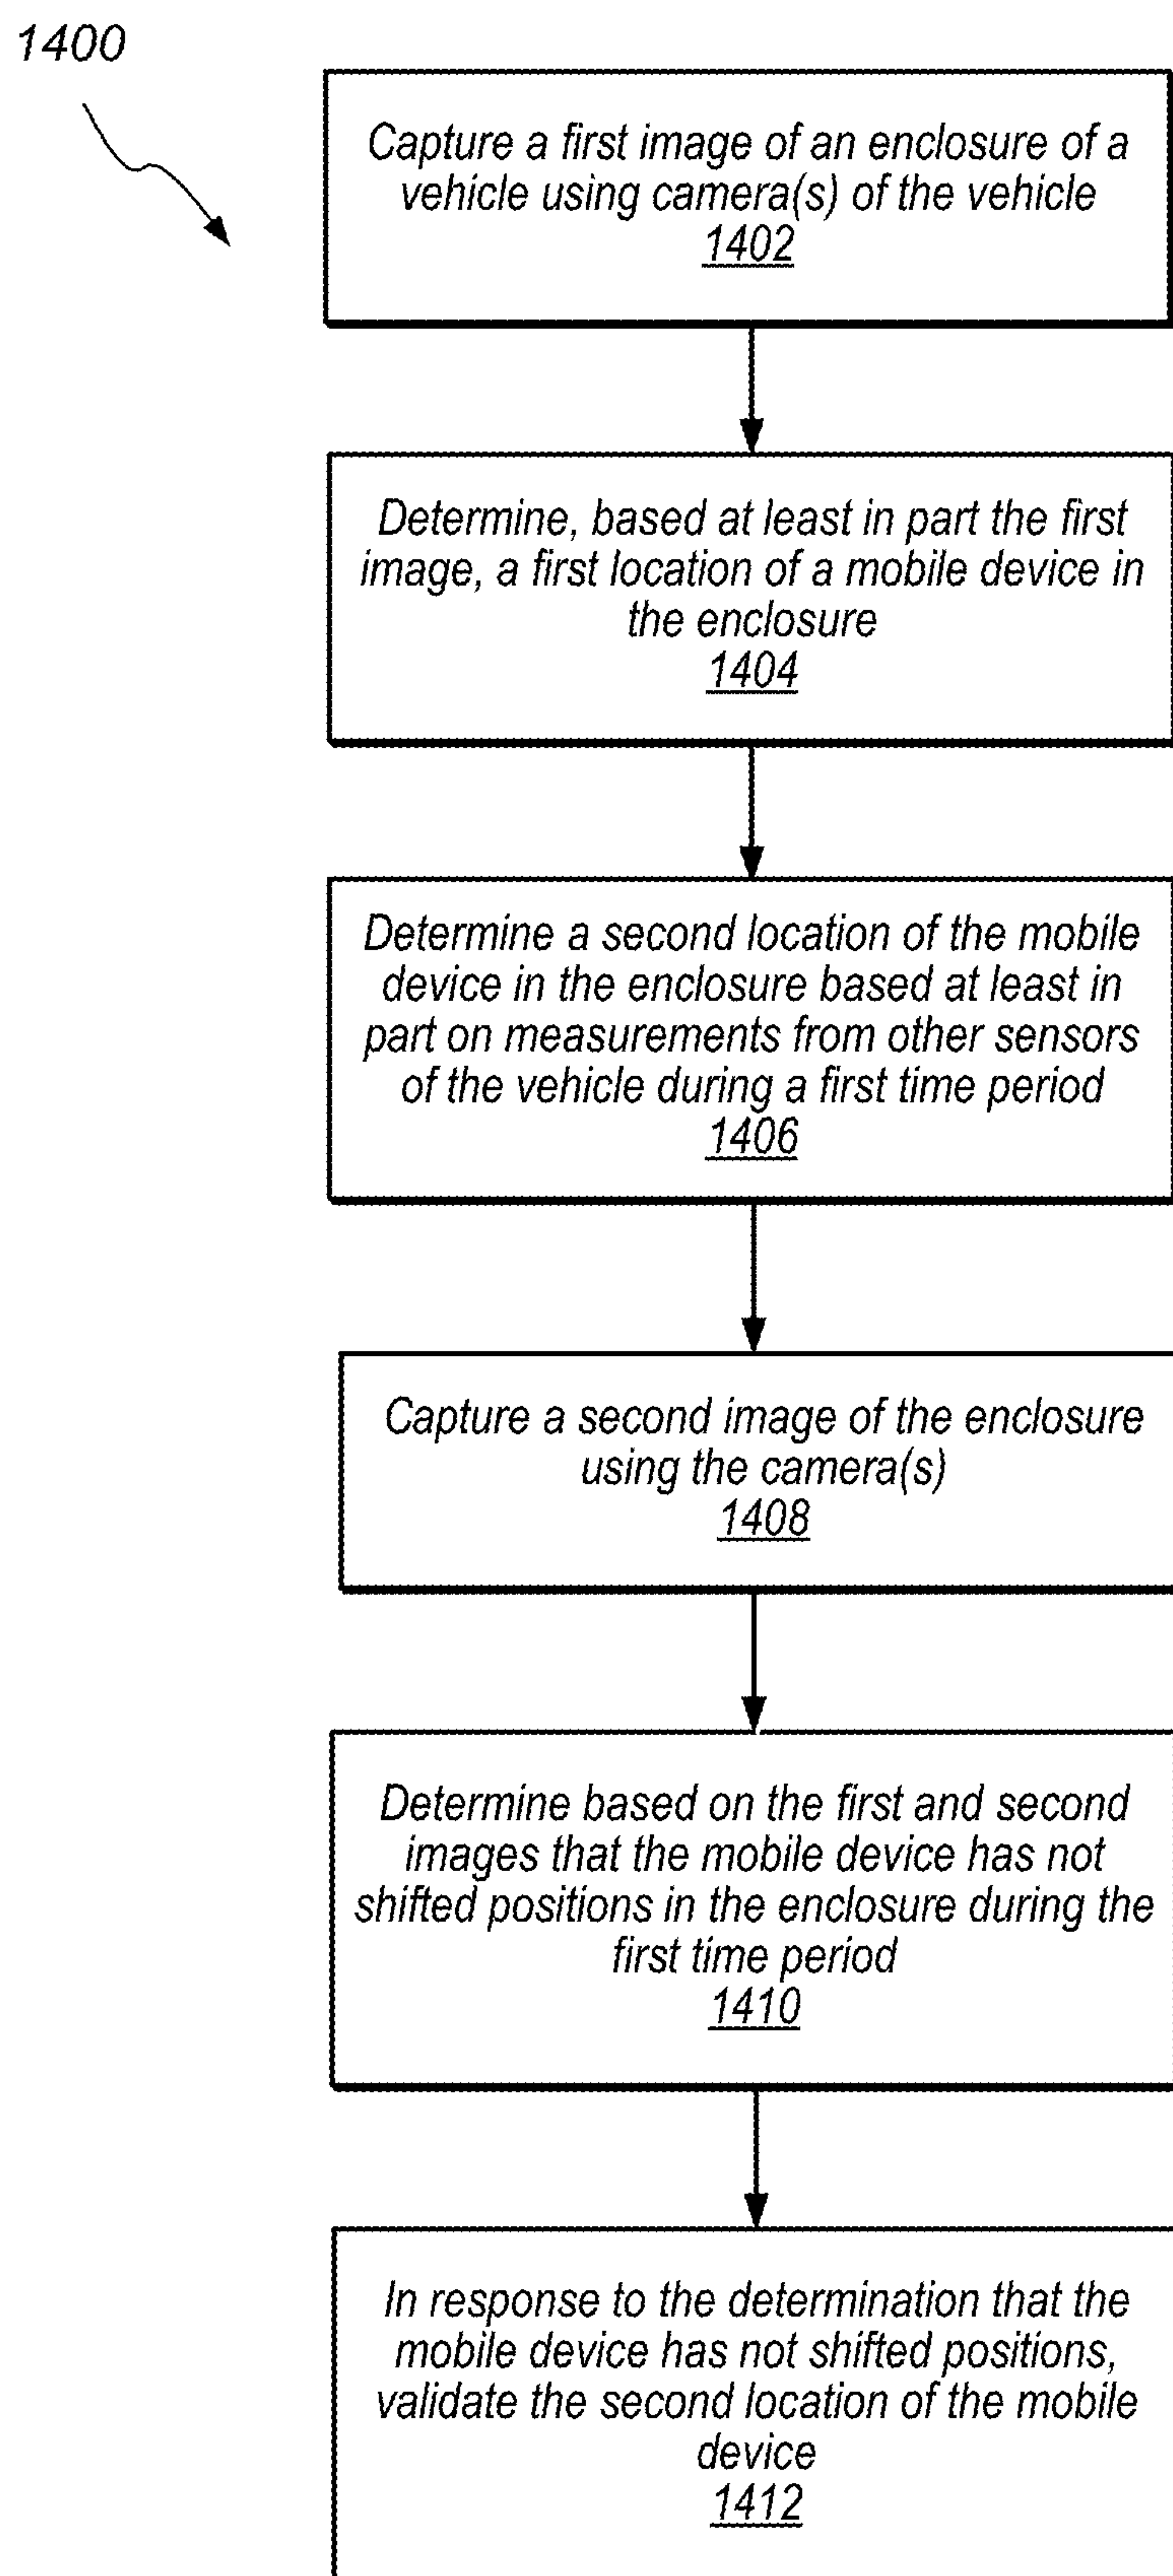 1400
Capture a first image of an enclosure of a
vehicle using camera(s) of the vehicle
1402
Determine, based at least in part the first
image, a first location of a mobile device in
the enclosure
1404
Determine a second location of the mobile
device in the enclosure based at least in
part on measurements from other sensors
of the vehicle during a first time period
1406
Capture a second image of the enclosure
using the camera(s)
1408
Determine based on the first and second
images that the mobile device has not
shifted positions in the enclosure during the
first time period
1410
In response to the determination that the
mobile device has not shifted positions,
validate the second location of the mobile
device
1412